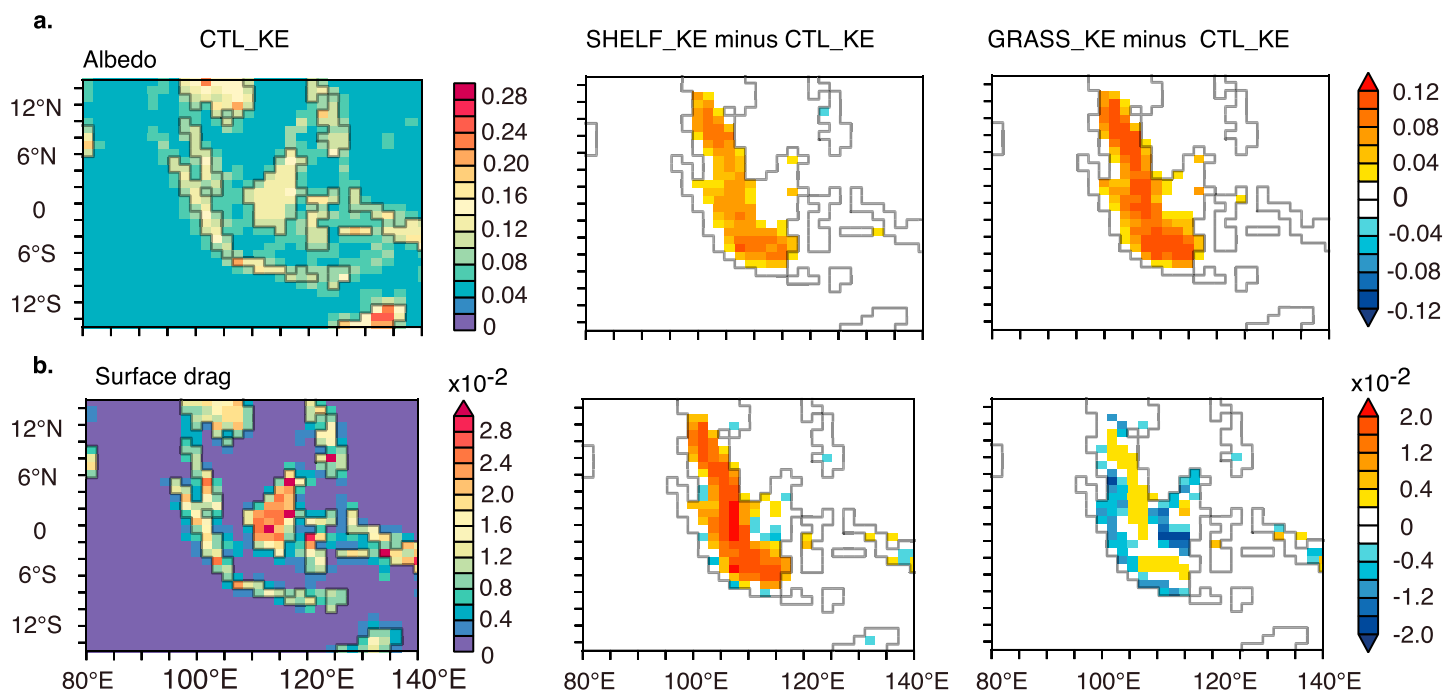 a.
CTL_KE
SHELF_KE minus CTL_KE
GRASS_KE minus CTL_KE
Albedo
12°N
6°N
0
6°S
12°S
0.28
0.24
0.20
0.16
0.12
0.08
0.04
0
0.12
0.08
0.04
0
-0.04
-0.08
-0.12
b.
Surface drag
x10-2
x10-2
12°N
6°N
0
6°S
12°S
2.8
2.4
2.0
1.6
1.2
0.8
0.4
0
2.0
1.2
0.4
0
-0.4
-1.2
-2.0
80°E 100°E 120°E 140°E
80°E 100°E 120°E 140°E
80°E 100°E 120°E 140°E